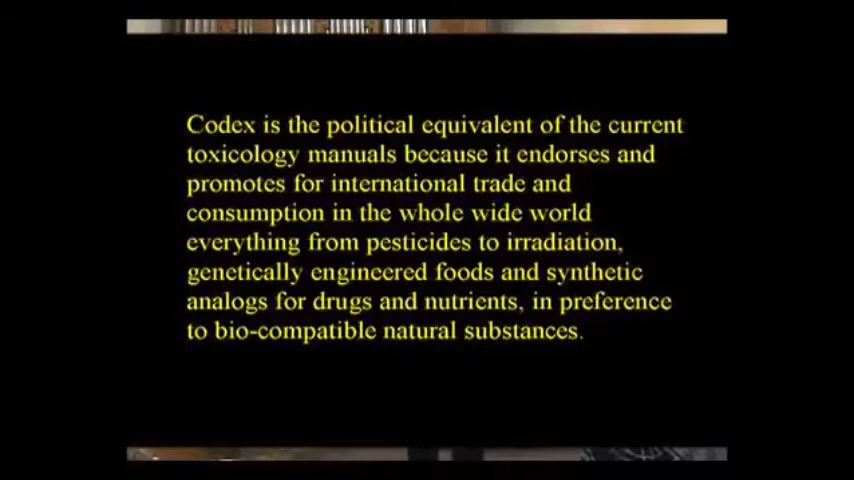 Codex is the political equivalent of the current
toxicology manuals because it endorses and
promotes for international trade and
consumption in the whole wide world
everything from pesticides to irradiation,
genetically engineered foods and synthetic
analogs for drugs and nutrients, in preference
to bio-compatible natural substances.